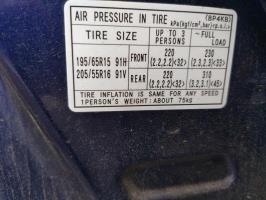 AIR PRESSURE IN TIRE (BP4KB)
kPa{kgf/cm²,bar}<p.s.i.>
TIRE SIZE UP TO 3 PERSONS ~FULL LOAD
195/65R15 91H FRONT 220 {2.2,2.2}<32> 230 {2.3,2.3}<33>
205/55R16 91V REAR 220 {2.2,2.2}<32> 310 {3.2,3.1}<45>
TIRE INFLATION IS SAME FOR ANY SPEED
1PERSON'S WEIGHT:ABOUT 75kg